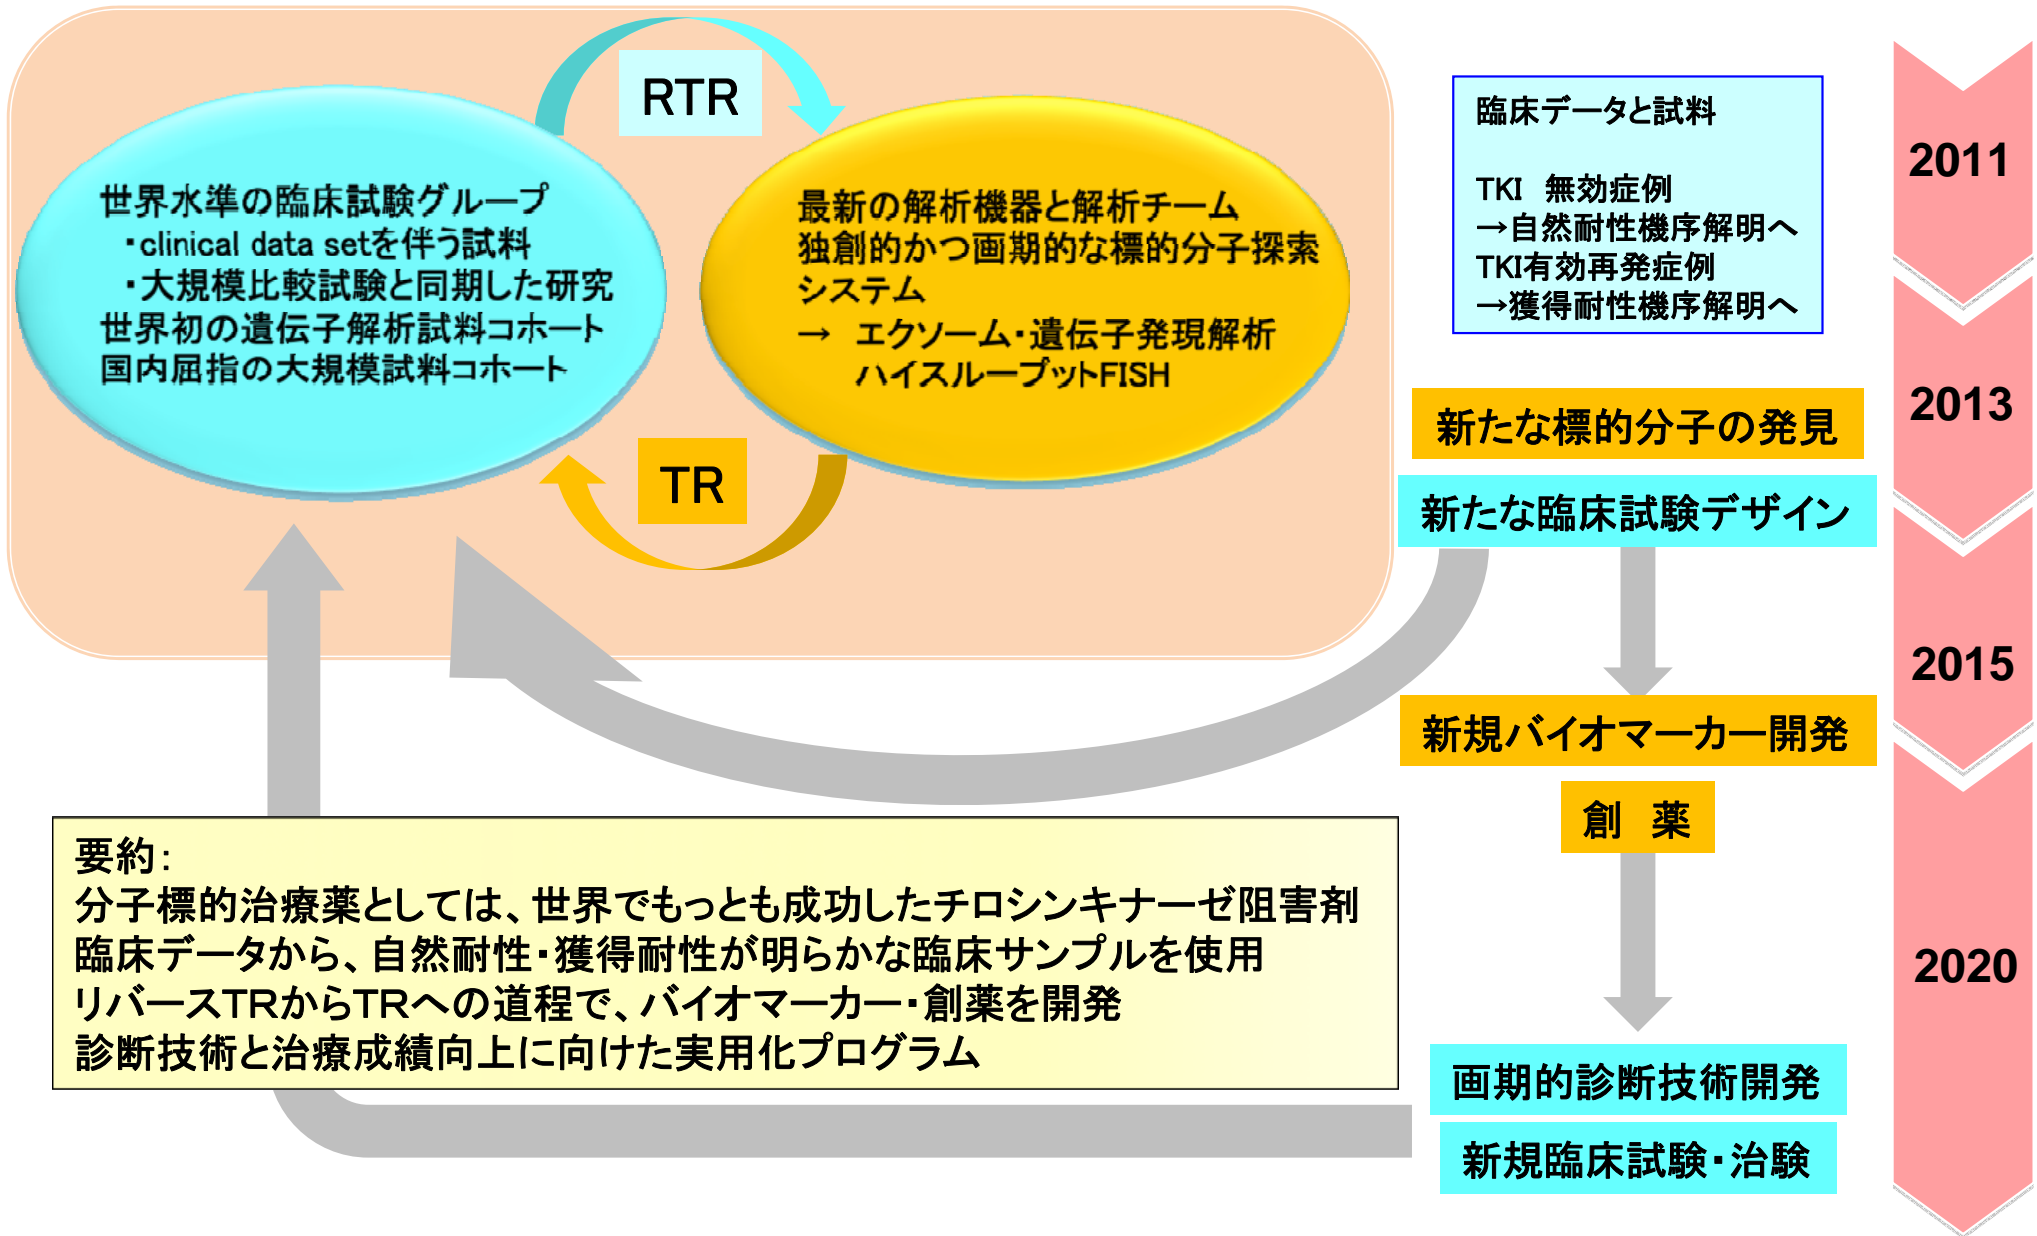 RTR
世界水準の臨床試験グループ
・clinical data setを伴う試料
・大規模比較試験と同期した研究
世界初の遺伝子解析試料コホート
国内屈指の大規模試料コホート
最新の解析機器と解析チーム
独創的かつ画期的な標的分子探索
システム
→　エクソーム・遺伝子発現解析
ハイスループットFISH
TR
臨床データと試料
TKI　無効症例
→自然耐性機序解明へ
TKI有効再発症例
→獲得耐性機序解明へ
新たな標的分子の発見
新たな臨床試験デザイン
新規バイオマーカー開発
創　薬
画期的診断技術開発
新規臨床試験・治験
2011
2013
2015
2020
要約：
分子標的治療薬としては、世界でもっとも成功したチロシンキナーゼ阻害剤
臨床データから、自然耐性・獲得耐性が明らかな臨床サンプルを使用
リバースTRからTRへの道程で、バイオマーカー・創薬を開発
診断技術と治療成績向上に向けた実用化プログラム